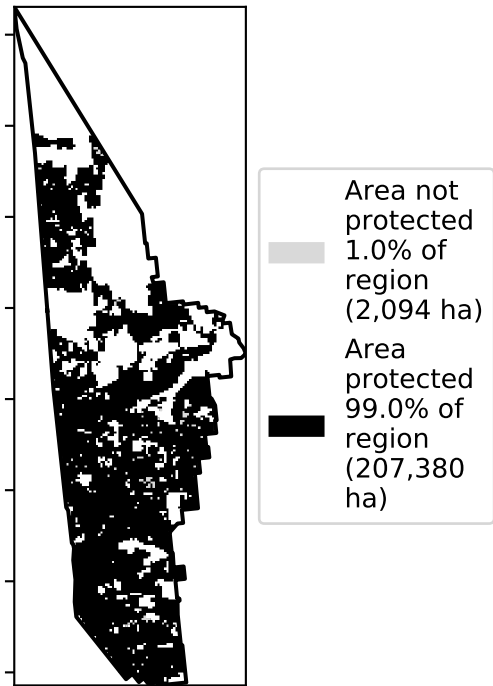 Area not
protected
1.0% of
region
(2,094 ha)
Area
protected
99.0% of
region
(207,380
ha)